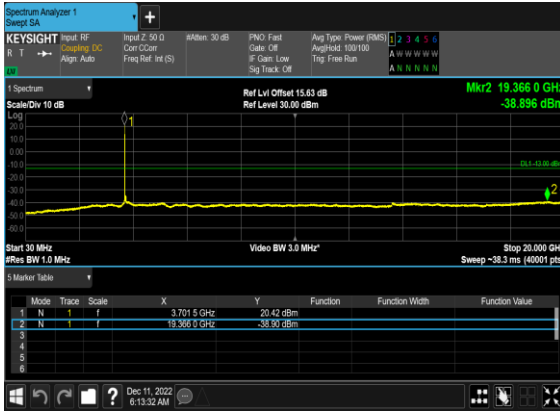 Spectrum Analyzer 1
Swept SA
+
KEYSIGHT Input: RF Input Z: 50 Ω #Atten: 30 dB PNO: Fast Avg Type: Power (RMS) 1 2 3 4 5 6
R T Coupling: DC Corr CCorr Gate: Off Avg|Hold: 100/100 A W W W W W
Align: Auto Freq Ref: Int (S) IF Gain: Low Trig: Free Run
Sig Track: Off A N N N N N
1 Spectrum Ref Lvl Offset 15.63 dB Mkr2 19.366 0 GHz
Scale/Div 10 dB Ref Level 30.00 dBm -38.896 dBm
Log
1
20.0
10.0
0.00
-10.0 DL1 -13.00 dBm
-20.0
-30.0 2
-40.0
-50.0
-60.0
Start 30 MHz Video BW 3.0 MHz* Stop 20.000 GH
#Res BW 1.0 MHz Sweep ~38.3 ms (40001 pts
5 Marker Table
Mode Trace Scale X Y Function Function Width Function Value
1 N 1 f 3.701 5 GHz 20.42 dBm
2 N 1 f 19.366 0 GHz -38.90 dBm
3
4
5
6
? Dec 11, 2022
6:13:32 AM